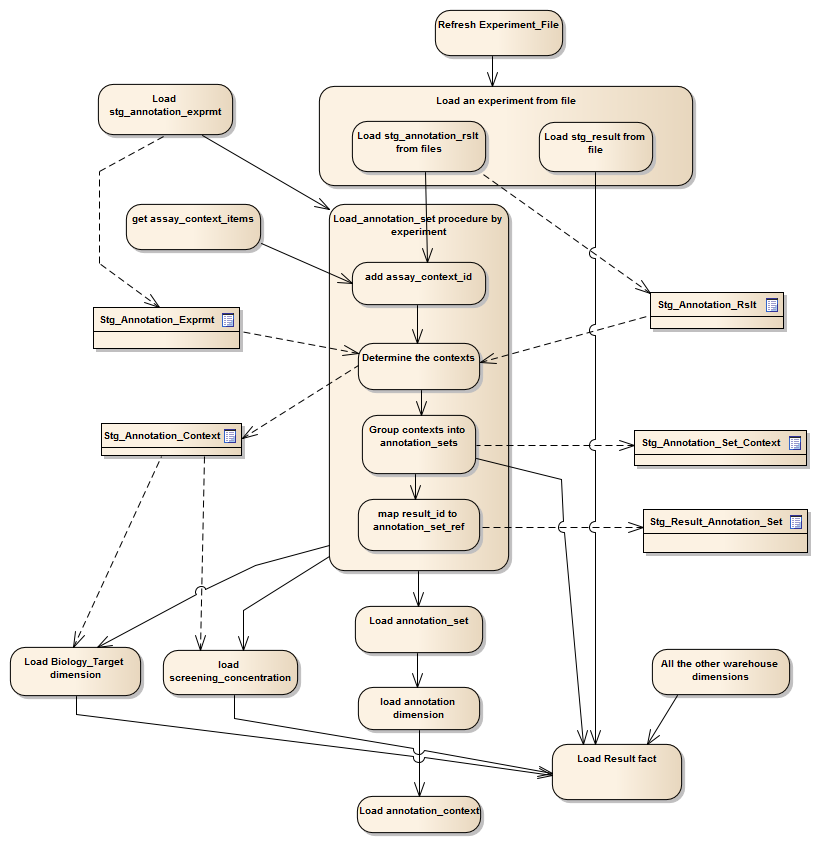 Refresh Experiment_File
Load
stg_annotation_exprmt
Load an experiment from file
Load stg_annotation_rslt
from files
Load stg_result from
file
get assay_context_items
Load_annotation_set procedure by
experiment
add assay_context_id
Stg_Annotation_Exprmt
Stg_Annotation_Rslt
Determine the contexts
Stg_Annotation_Context
Group contexts into
annotation_sets
Stg_Annotation_Set_Context
map result_id to
annotation_set_ref
Stg_Result_Annotation_Set
Load annotation_set
Load Biology_Target
dimension
load
screening_concentration
All the other warehouse
dimensions
load annotation
dimension
Load Result fact
Load annotation_context